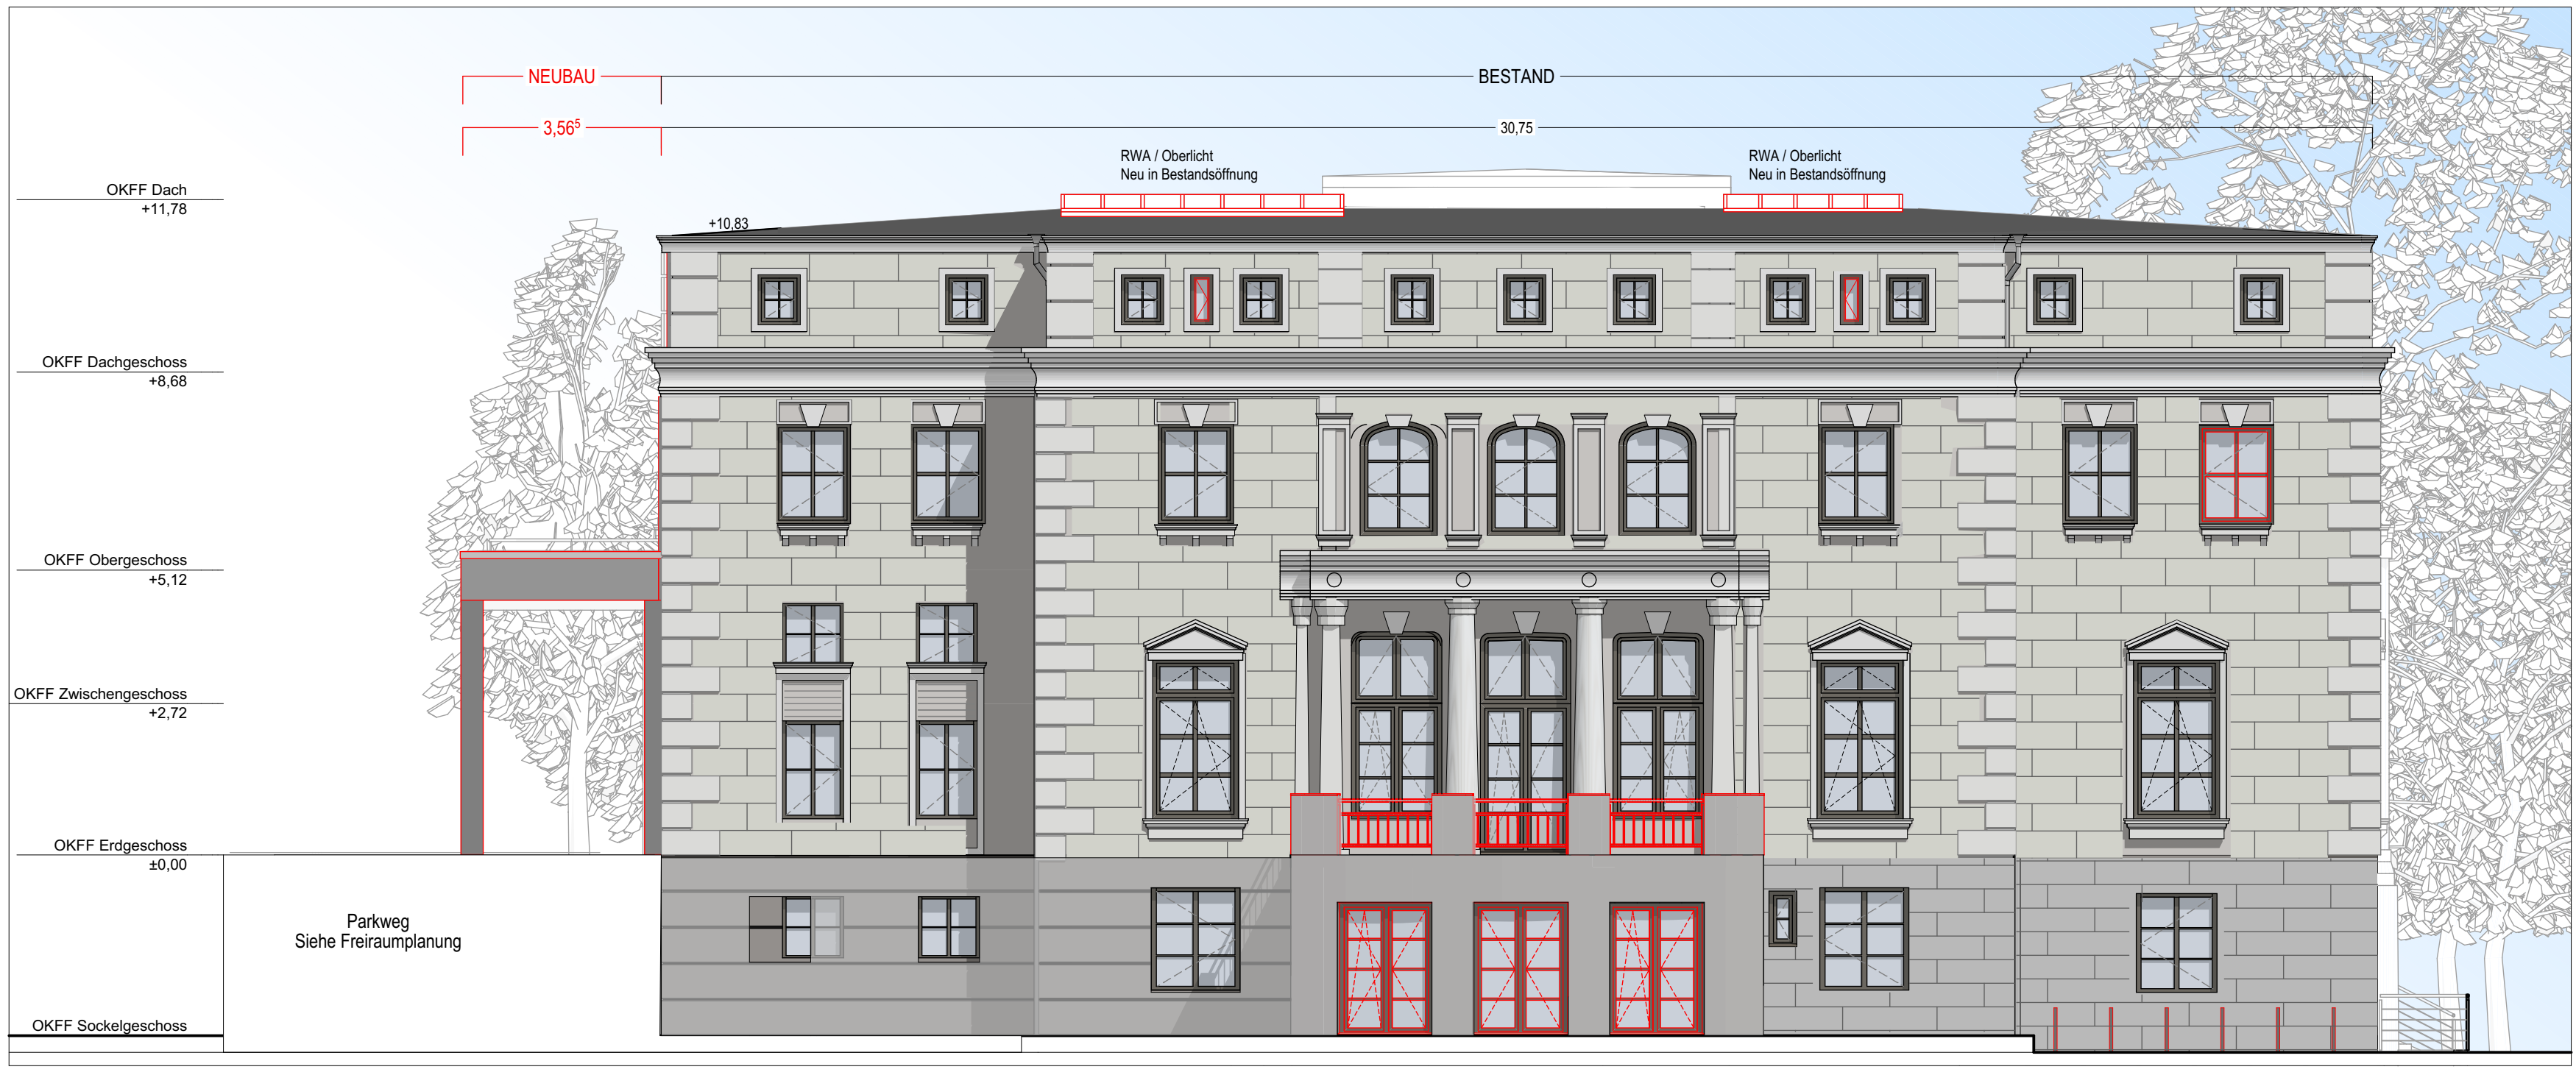 NEUBAU
BESTAND
3,56⁵
30,75
RWA / Oberlicht
Neu in Bestandsöffnung
RWA / Oberlicht
Neu in Bestandsöffnung
OKFF Dach
+11,78
+10,83
OKFF Dachgeschoss
+8,68
OKFF Obergeschoss
+5,12
OKFF Zwischengeschoss
+2,72
OKFF Erdgeschoss
±0,00
Parkweg
Siehe Freiraumplanung
OKFF Sockelgeschoss